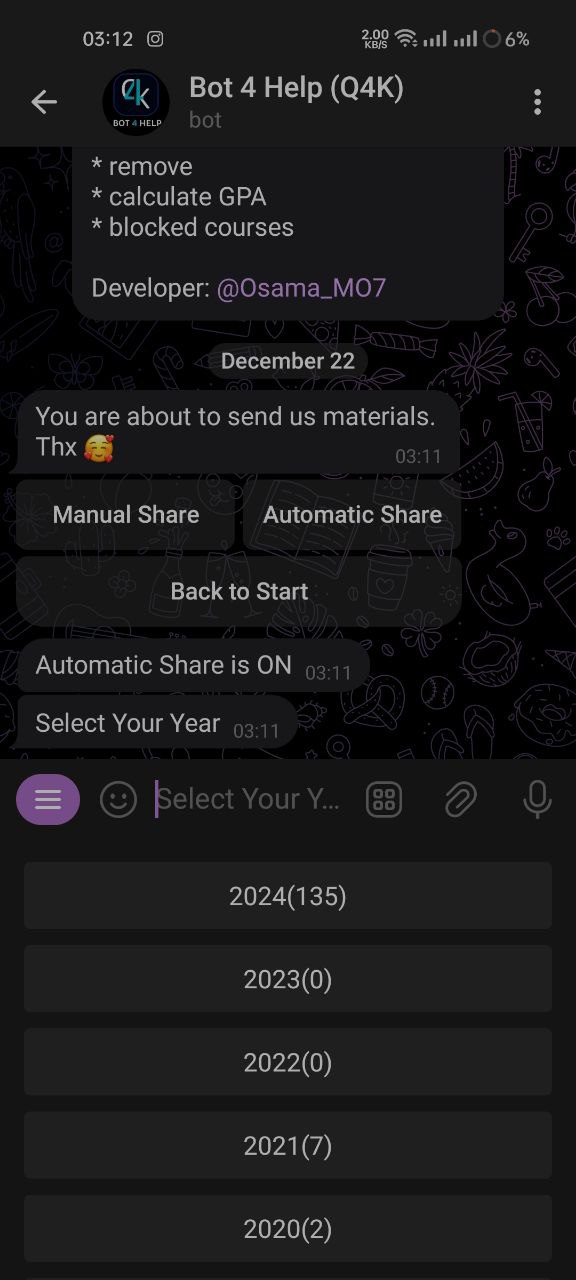 03:12
2.00
KB/S
6%
Bot 4 Help (Q4K)
bot
4k
BOT 4 HELP
* remove
* calculate GPA
* blocked courses
Developer: @Osama_MO7
December 22
You are about to send us materials.
Thx 🥰
03:11
Manual Share
Automatic Share
Back to Start
Automatic Share is ON 03:11
Select Your Year 03:11
Select Your Y...
2024(135)
2023(0)
2022(0)
2021(7)
2020(2)